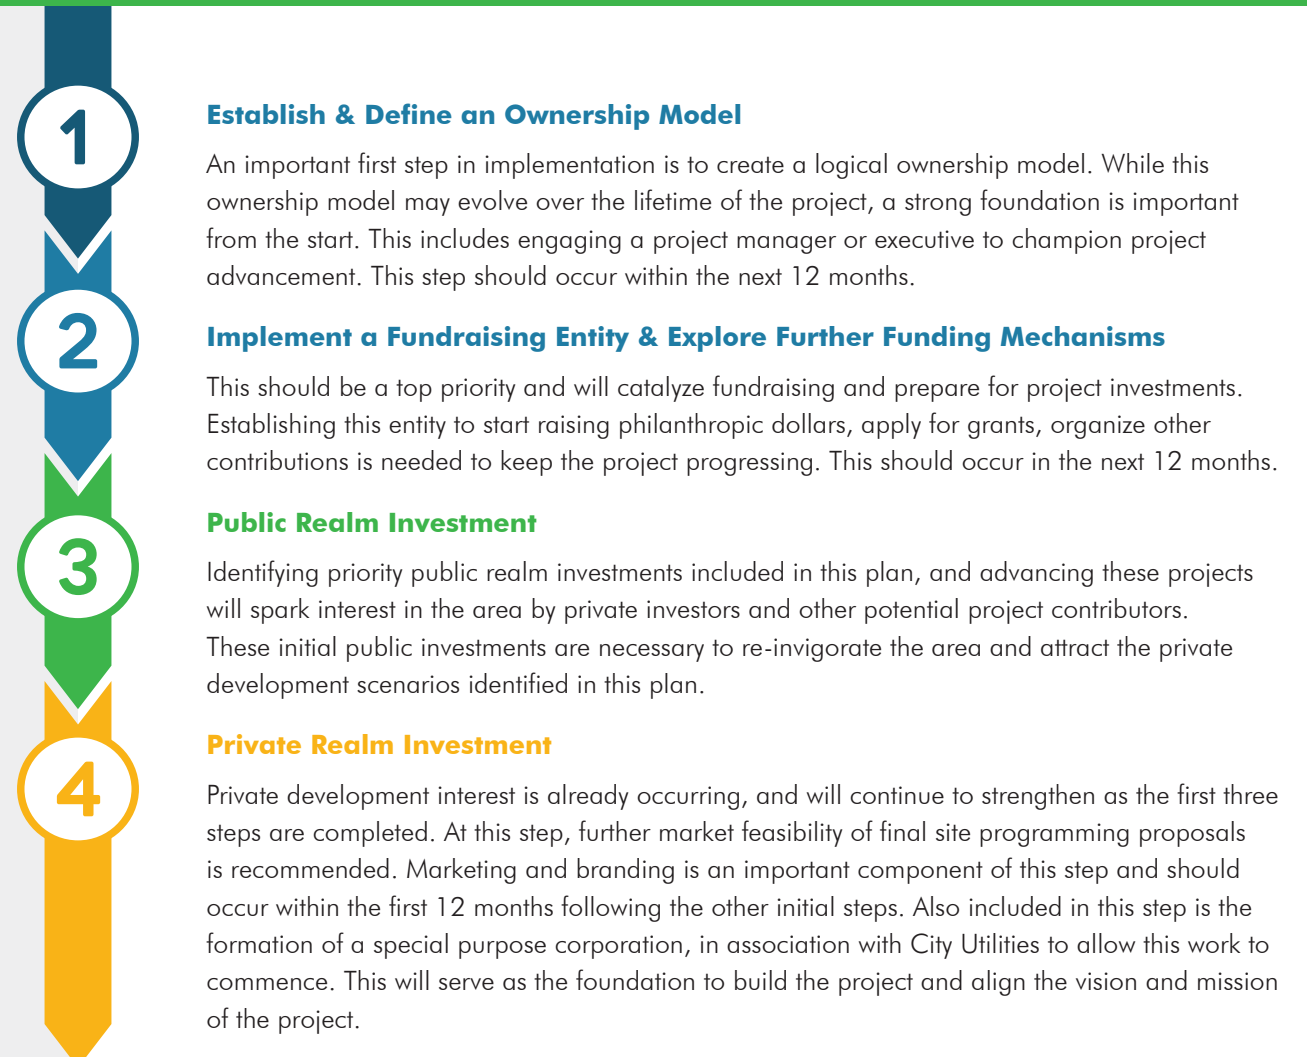 1
Establish & Define an Ownership Model
An important first step in implementation is to create a logical ownership model. While this
ownership model may evolve over the lifetime of the project, a strong foundation is important
from the start. This includes engaging a project manager or executive to champion project
advancement. This step should occur within the next 12 months.
2
Implement a Fundraising Entity & Explore Further Funding Mechanisms
This should be a top priority and will catalyze fundraising and prepare for project investments.
Establishing this entity to start raising philanthropic dollars, apply for grants, organize other
contributions is needed to keep the project progressing. This should occur in the next 12 months.
3
Public Realm Investment
Identifying priority public realm investments included in this plan, and advancing these projects
will spark interest in the area by private investors and other potential project contributors.
These initial public investments are necessary to re-invigorate the area and attract the private
development scenarios identified in this plan.
4
Private Realm Investment
Private development interest is already occurring, and will continue to strengthen as the first three
steps are completed. At this step, further market feasibility of final site programming proposals
is recommended. Marketing and branding is an important component of this step and should
occur within the first 12 months following the other initial steps. Also included in this step is the
formation of a special purpose corporation, in association with City Utilities to allow this work to
commence. This will serve as the foundation to build the project and align the vision and mission
of the project.